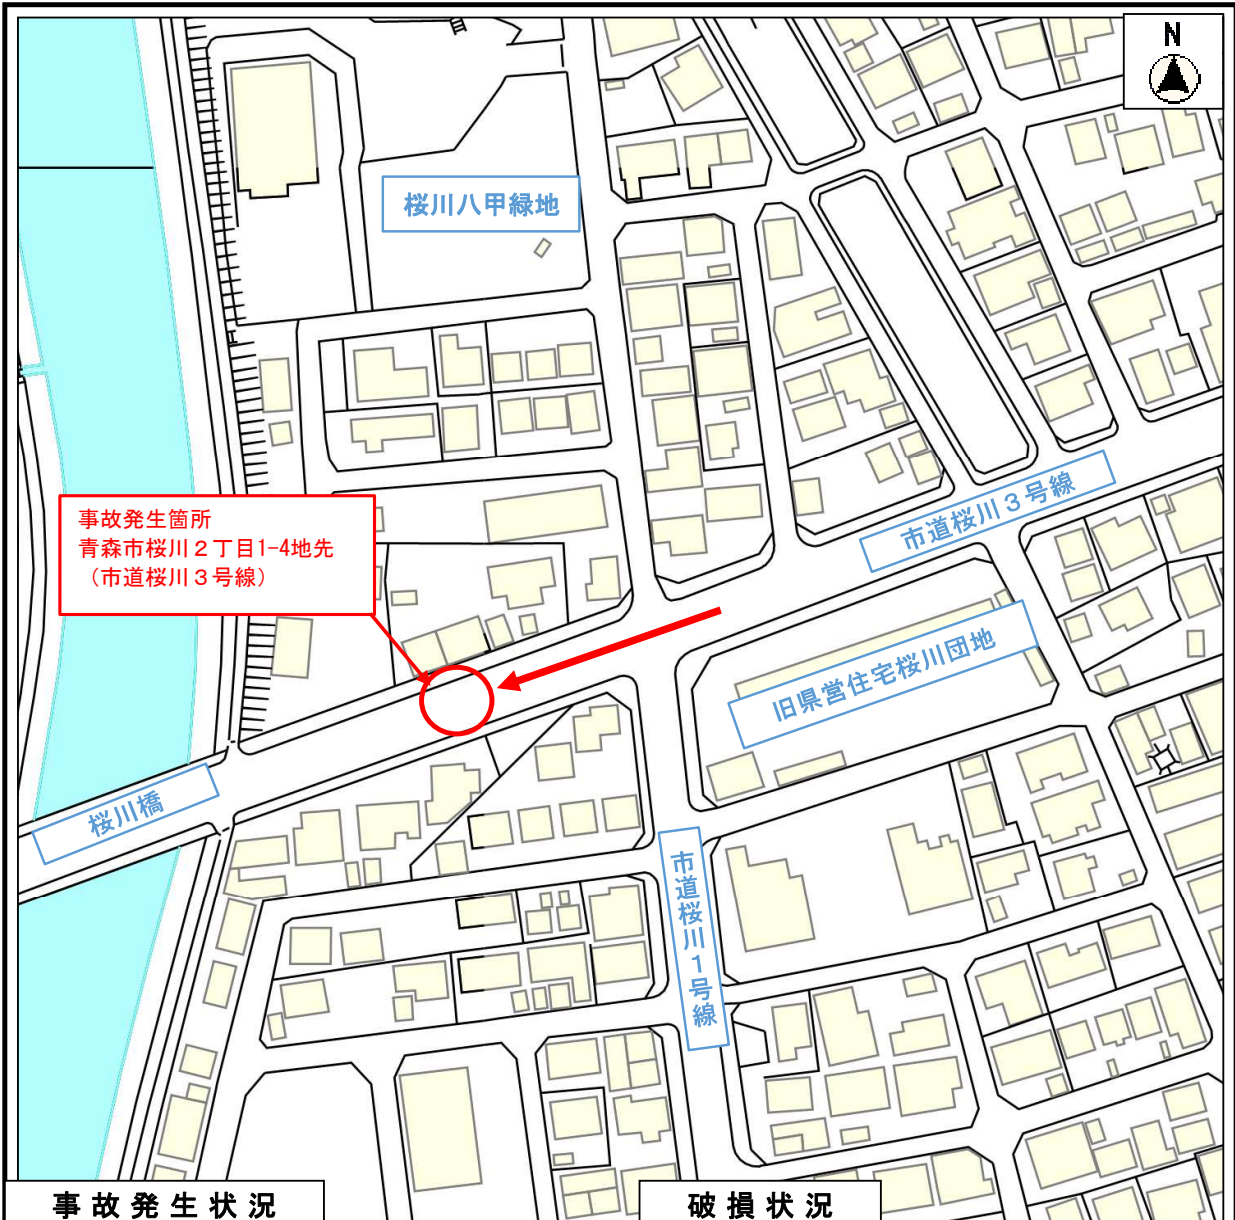 N
桜川八甲緑地
市道桜川３号線
事故発生箇所
青森市桜川２丁目1-4地先
（市道桜川３号線）
旧県営住宅桜川団地
桜川橋
市道桜川１号線
事故発生状況
破損状況